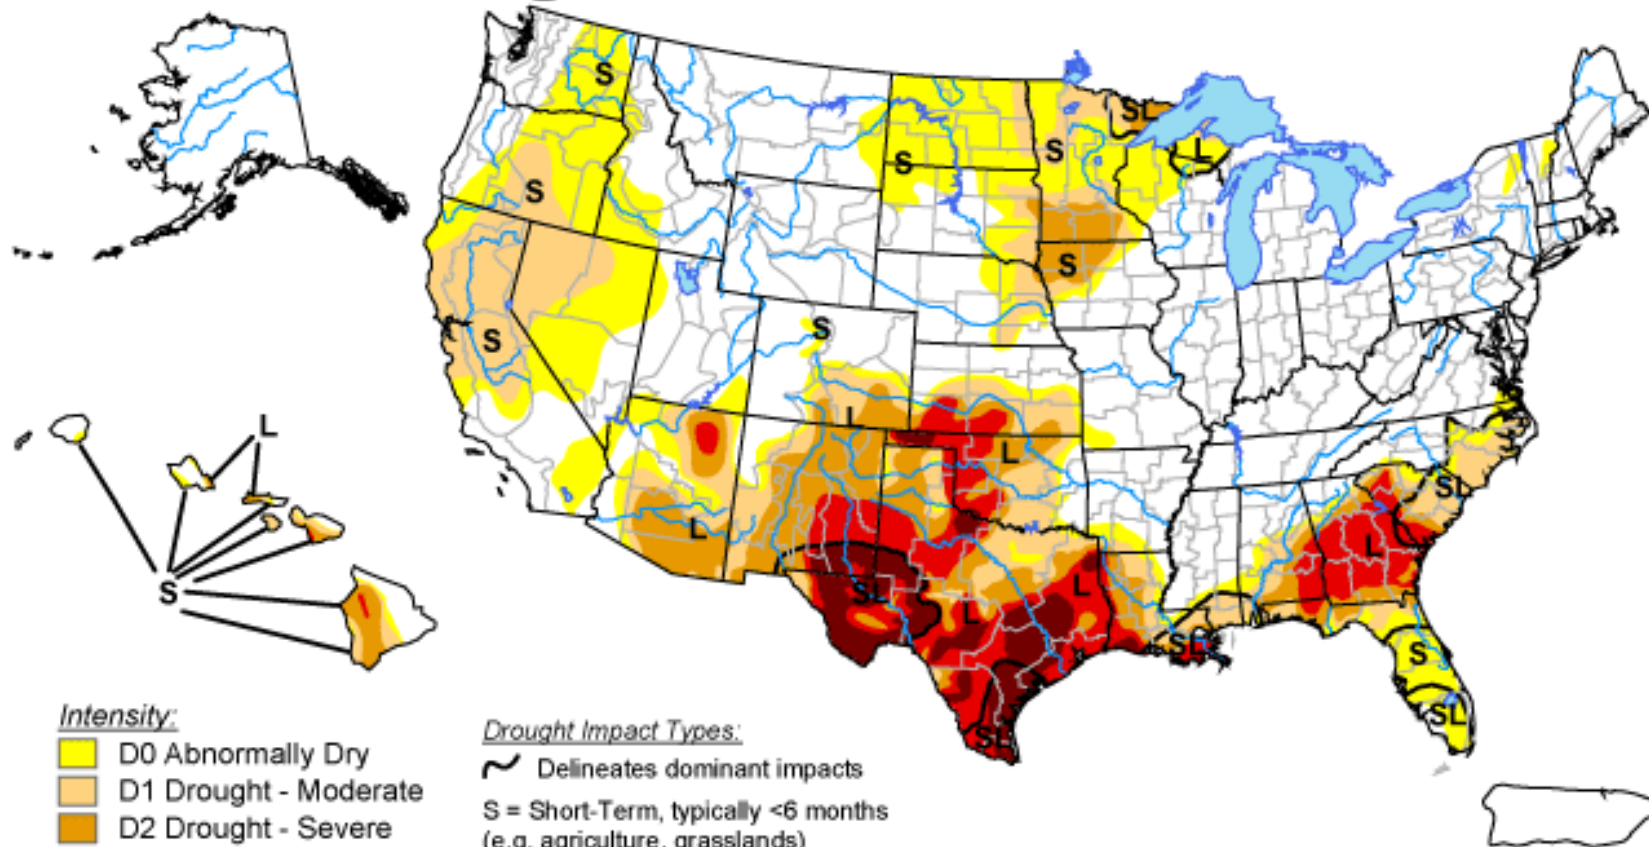 S
SL
S
L
S
S
S
S
S
L
L
L
SL
L
L
L
SL
L
SL
S
S
SL
SL
Intensity:
D0 Abnormally Dry
D1 Drought - Moderate
D2 Drought - Severe
Drought Impact Types:
Delineates dominant impacts
S = Short-Term, typically <6 months
(e.g. agriculture, grasslands)